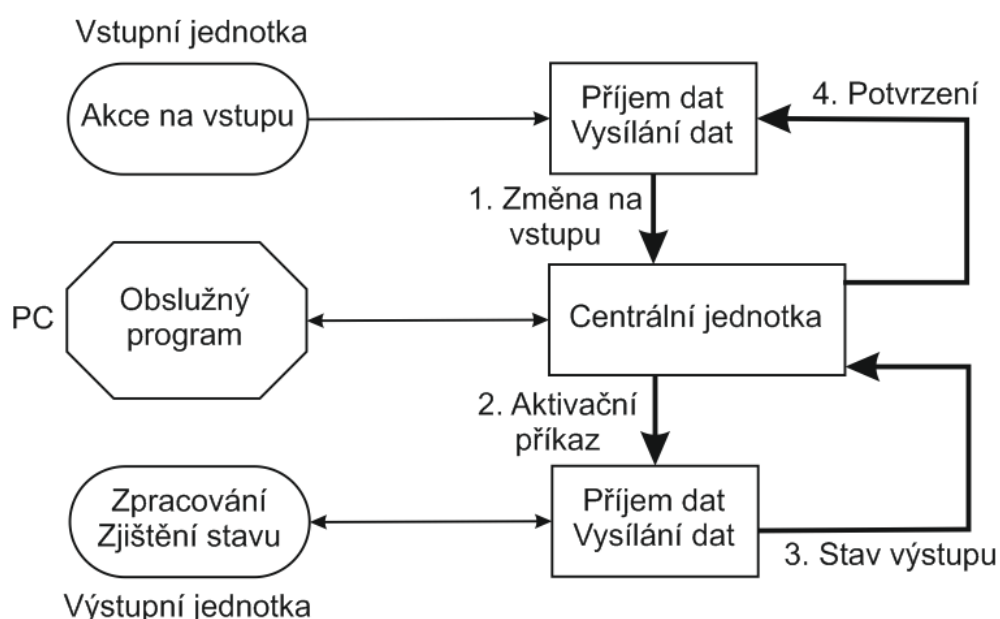 Vstupní jednotka
Akce na vstupu
Příjem dat
Vysílání dat
4. Potvrzení
1. Změna na
vstupu
PC
Obslužný
program
Centrální jednotka
2. Aktivační
příkaz
Zpracování
Zjištění stavu
Příjem dat
Vysílání dat
3. Stav výstupu
Výstupní jednotka